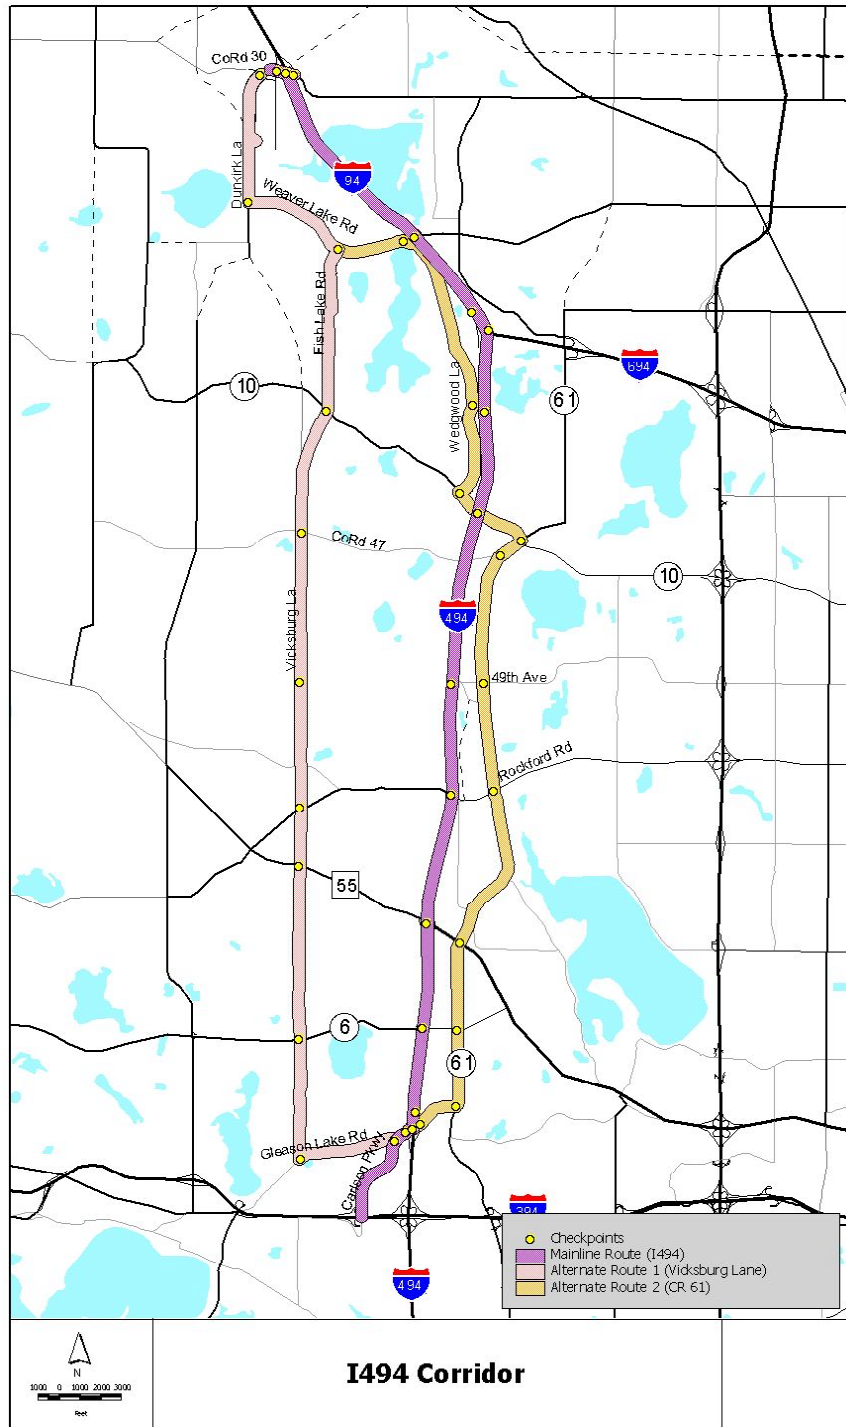 CoRd 30
94
Dunkirk La
Weaver Lake Rd
Fish Lake Rd
694
10
61
Wedgwood La
CoRd 47
10
494
Vicksburg La
49th Ave
Rockford Rd
55
6
61
Gleason Lake Rd
Carlson Pkwy
394
494
Checkpoints
Mainline Route (I494)
Alternate Route 1 (Vicksburg Lane)
Alternate Route 2 (CR 61)
N
1000 0 1000 2000 3000
Feet
I494 Corridor